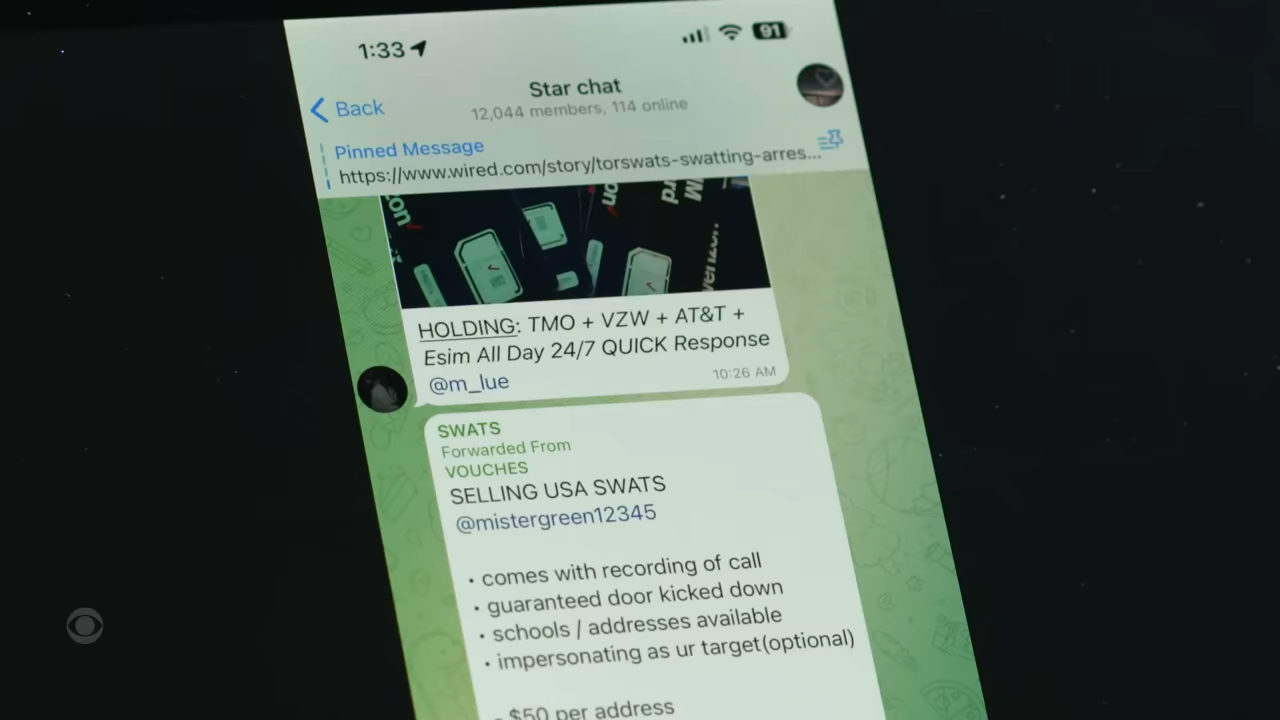 1:33
91
Star chat
12,044 members, 114 online
Back
Pinned Message
https://www.wired.com/story/torswats-swatting-arres...
verizon
HOLDING: TMO + VZW + AT&T +
Esim All Day 24/7 QUICK Response
@m_lue
10:26 AM
SWATS
Forwarded From
VOUCHES
SELLING USA SWATS
@mistergreen12345
• comes with recording of call
• guaranteed door kicked down
• schools / addresses available
• impersonating as ur target(optional)
- $50 per address